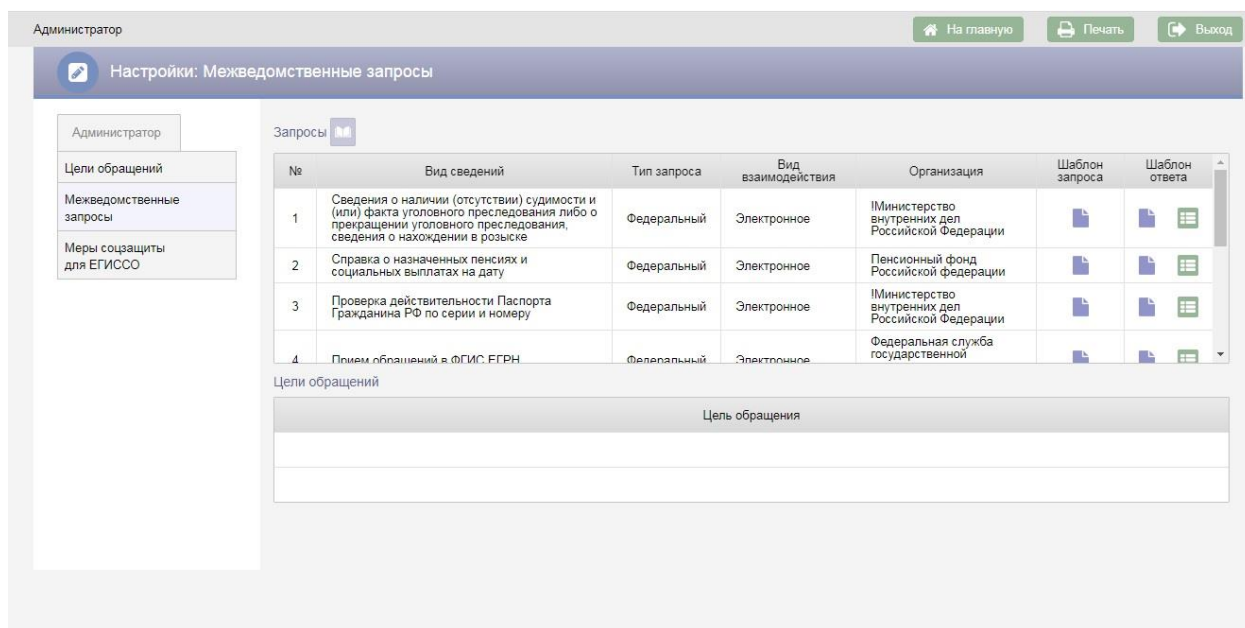 Администратор
На главную
Печать
Выход
Настройки: Межведомственные запросы
Администратор
Цели обращений
Межведомственные
запросы
Меры соцзащиты
для ЕГИССО
Запросы
№
Вид сведений
Тип запроса
Вид
взаимодействия
Организация
Шаблон
запроса
Шаблон
ответа
1
Сведения о наличии (отсутствии) судимости и
(или) факта уголовного преследования либо о
прекращении уголовного преследования,
сведения о нахождении в розыске
Федеральный
Электронное
!Министерство
внутренних дел
Российской Федерации
2
Справка о назначенных пенсиях и
социальных выплатах на дату
Федеральный
Электронное
Пенсионный фонд
Российской федерации
3
Проверка действительности Паспорта
Гражданина РФ по серии и номеру
Федеральный
Электронное
!Министерство
внутренних дел
Российской Федерации
4
Прием обращений в ФГИС ЕГРН
Федеральный
Электронное
Федеральная служба
государственной
Цели обращений
Цель обращения